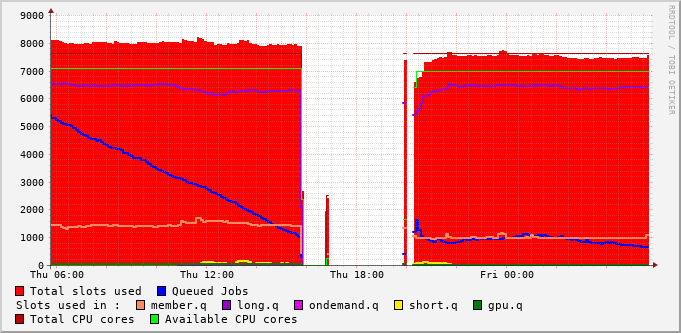 9000
8000
7000
6000
5000
4000
3000
2000
1000
0
Thu 06:00 Thu 12:00 Thu 18:00 Fri 00:00
RRDTOOL / TOBI OETIKER
Total slots used Queued Jobs
Slots used in : member.q long.q ondemand.q short.q gpu.q
Total CPU cores Available CPU cores